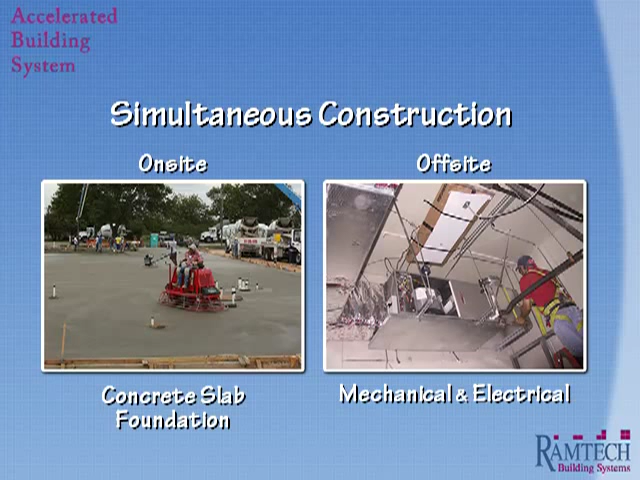 Accelerated
Building
System
Simultaneous Construction
Onsite
Offsite
Concrete Slab
Foundation
Mechanical & Electrical
RAMTECH
Building Systems